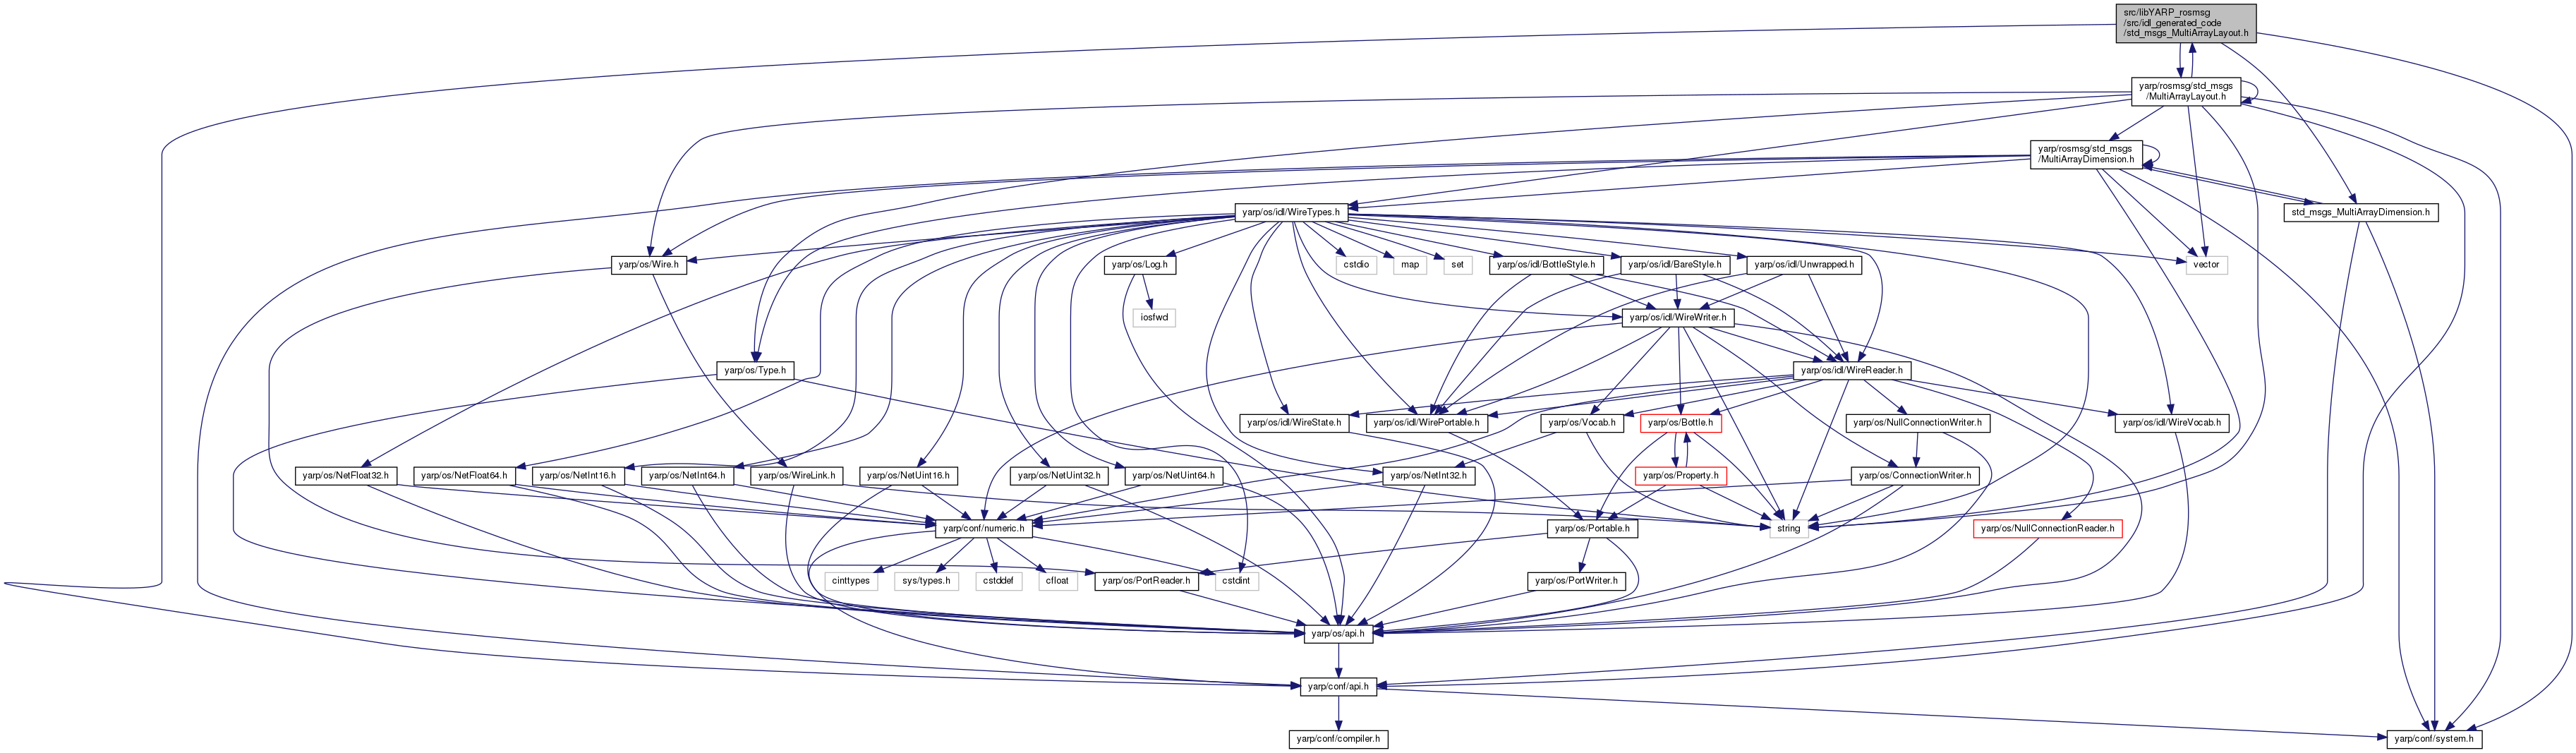 src/libYARP_rosmsg
/src/idl_generated_code
/std_msgs_MultiArrayLayout.h
yarp/rosmsg/std_msgs
/MultiArrayLayout.h
yarp/rosmsg/std_msgs
/MultiArrayDimension.h
yarp/os/idl/WireTypes.h
std_msgs_MultiArrayDimension.h
yarp/os/Wire.h
yarp/os/Log.h
cstdio
map
set
yarp/os/idl/BottleStyle.h
yarp/os/idl/BareStyle.h
yarp/os/idl/Unwrapped.h
vector
iosfwd
yarp/os/idl/WireWriter.h
yarp/os/Type.h
yarp/os/idl/WireReader.h
yarp/os/idl/WireState.h
yarp/os/idl/WirePortable.h
yarp/os/Vocab.h
yarp/os/Bottle.h
yarp/os/NullConnectionWriter.h
yarp/os/idl/WireVocab.h
yarp/os/NetFloat32.h
yarp/os/NetFloat64.h
yarp/os/NetInt16.h
yarp/os/NetInt64.h
yarp/os/WireLink.h
yarp/os/NetUint16.h
yarp/os/NetUint32.h
yarp/os/NetUint64.h
yarp/os/NetInt32.h
yarp/os/Property.h
yarp/os/ConnectionWriter.h
yarp/conf/numeric.h
yarp/os/Portable.h
string
yarp/os/NullConnectionReader.h
cinttypes
sys/types.h
cstddef
cfloat
yarp/os/PortReader.h
cstdint
yarp/os/PortWriter.h
yarp/os/api.h
yarp/conf/api.h
yarp/conf/compiler.h
yarp/conf/system.h